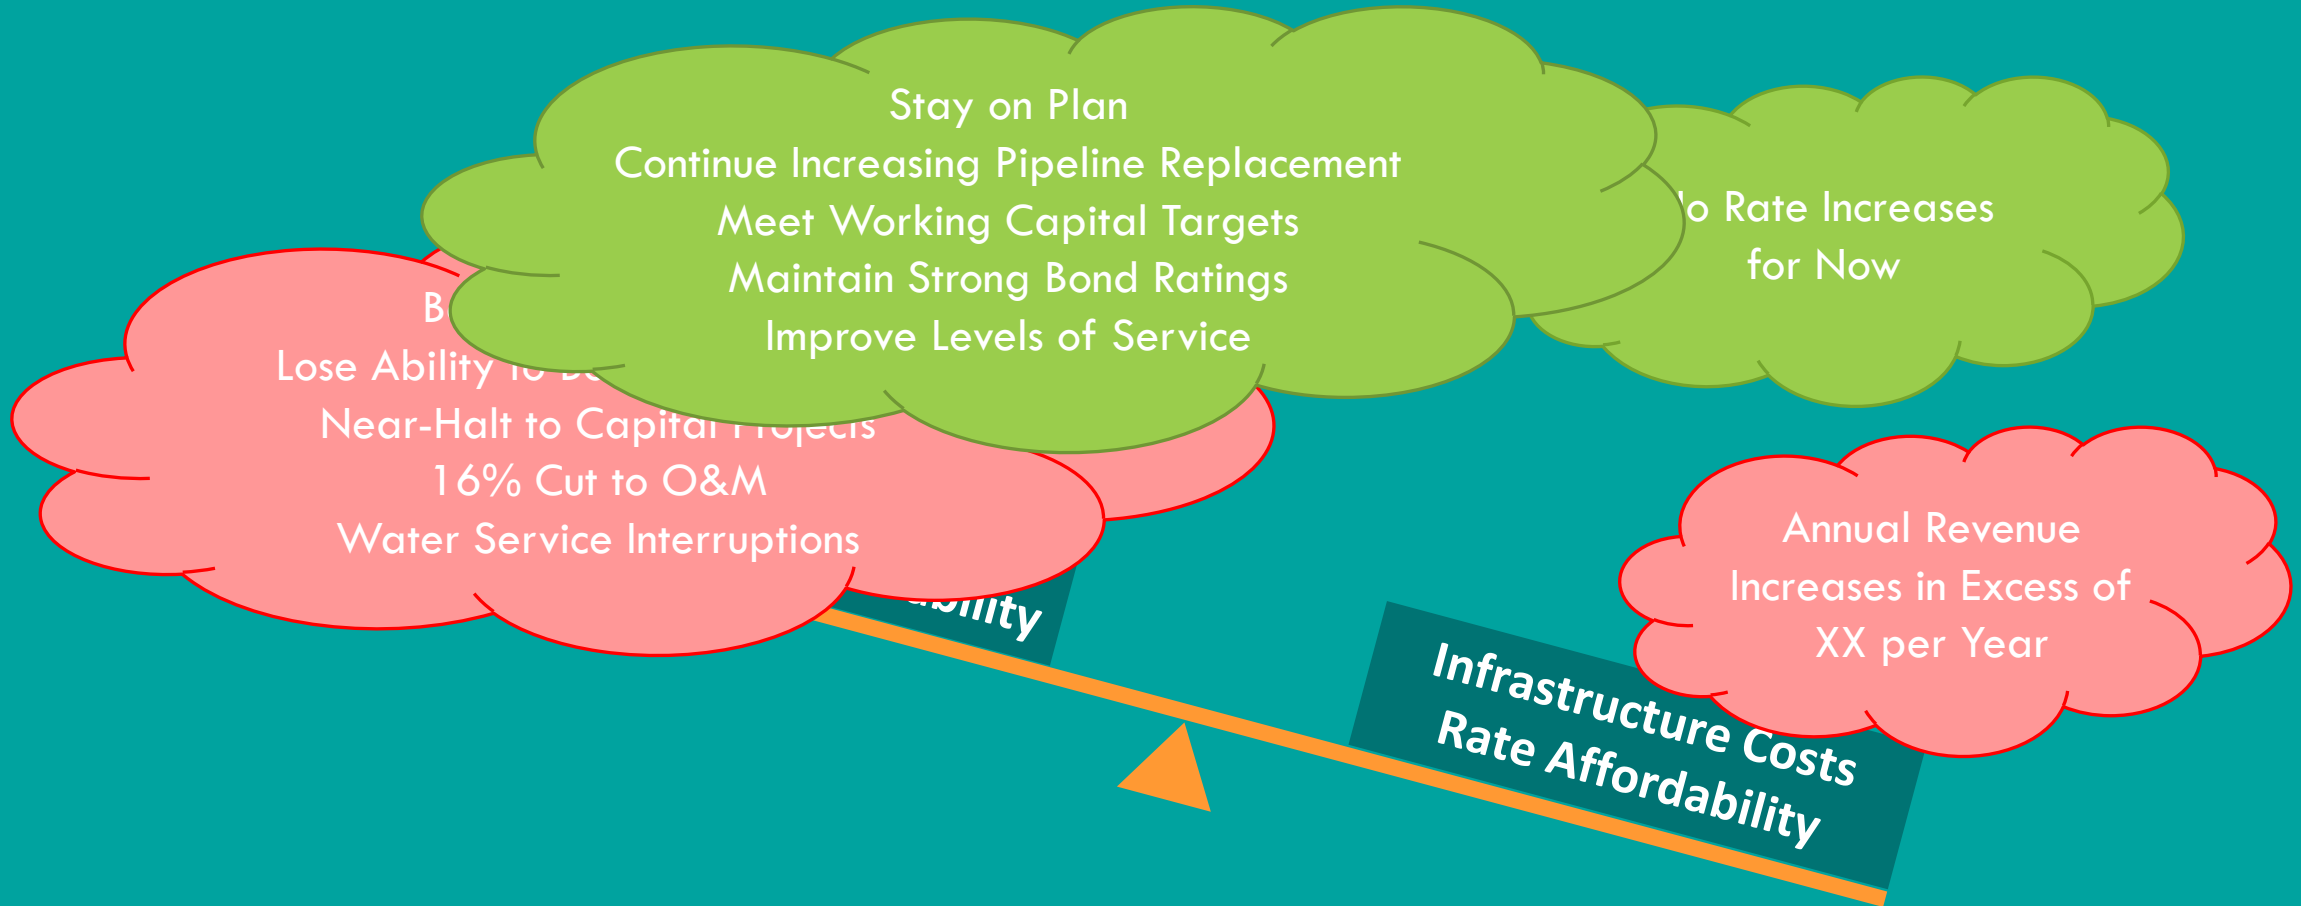 Stay on Plan
Continue Increasing Pipeline Replacement
Meet Working Capital Targets
Maintain Strong Bond Ratings
Improve Levels of Service
Rate Increases
for Now
Lose Ability to
Near-Halt to Capital Projects
16% Cut to O&M
Water Service Interruptions
Annual Revenue
Increases in Excess of
XX per Year
Infrastructure Costs
Rate Affordability